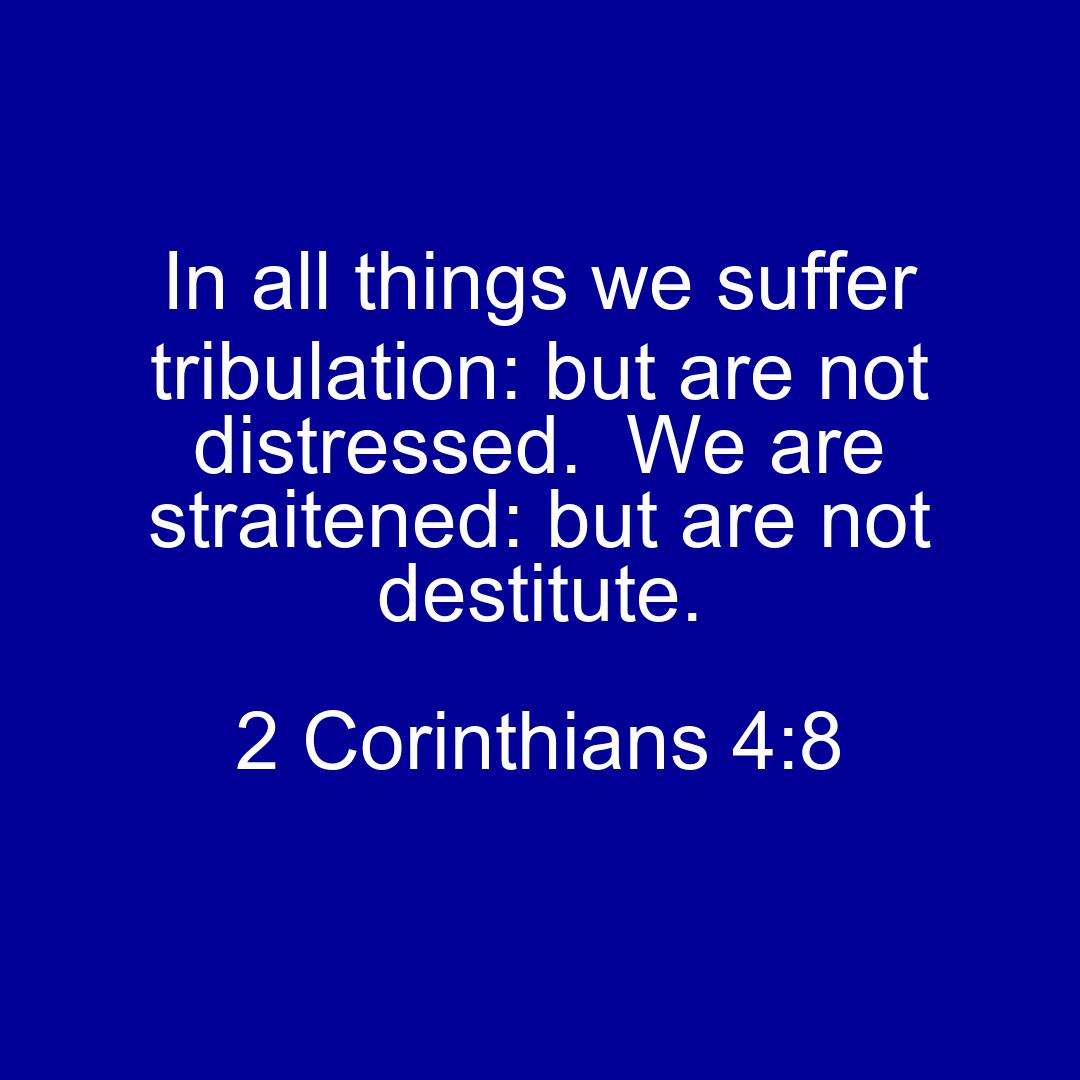 In all things we suffer
tribulation: but are not
distressed.  We are
straitened: but are not
destitute.
2 Corinthians 4:8